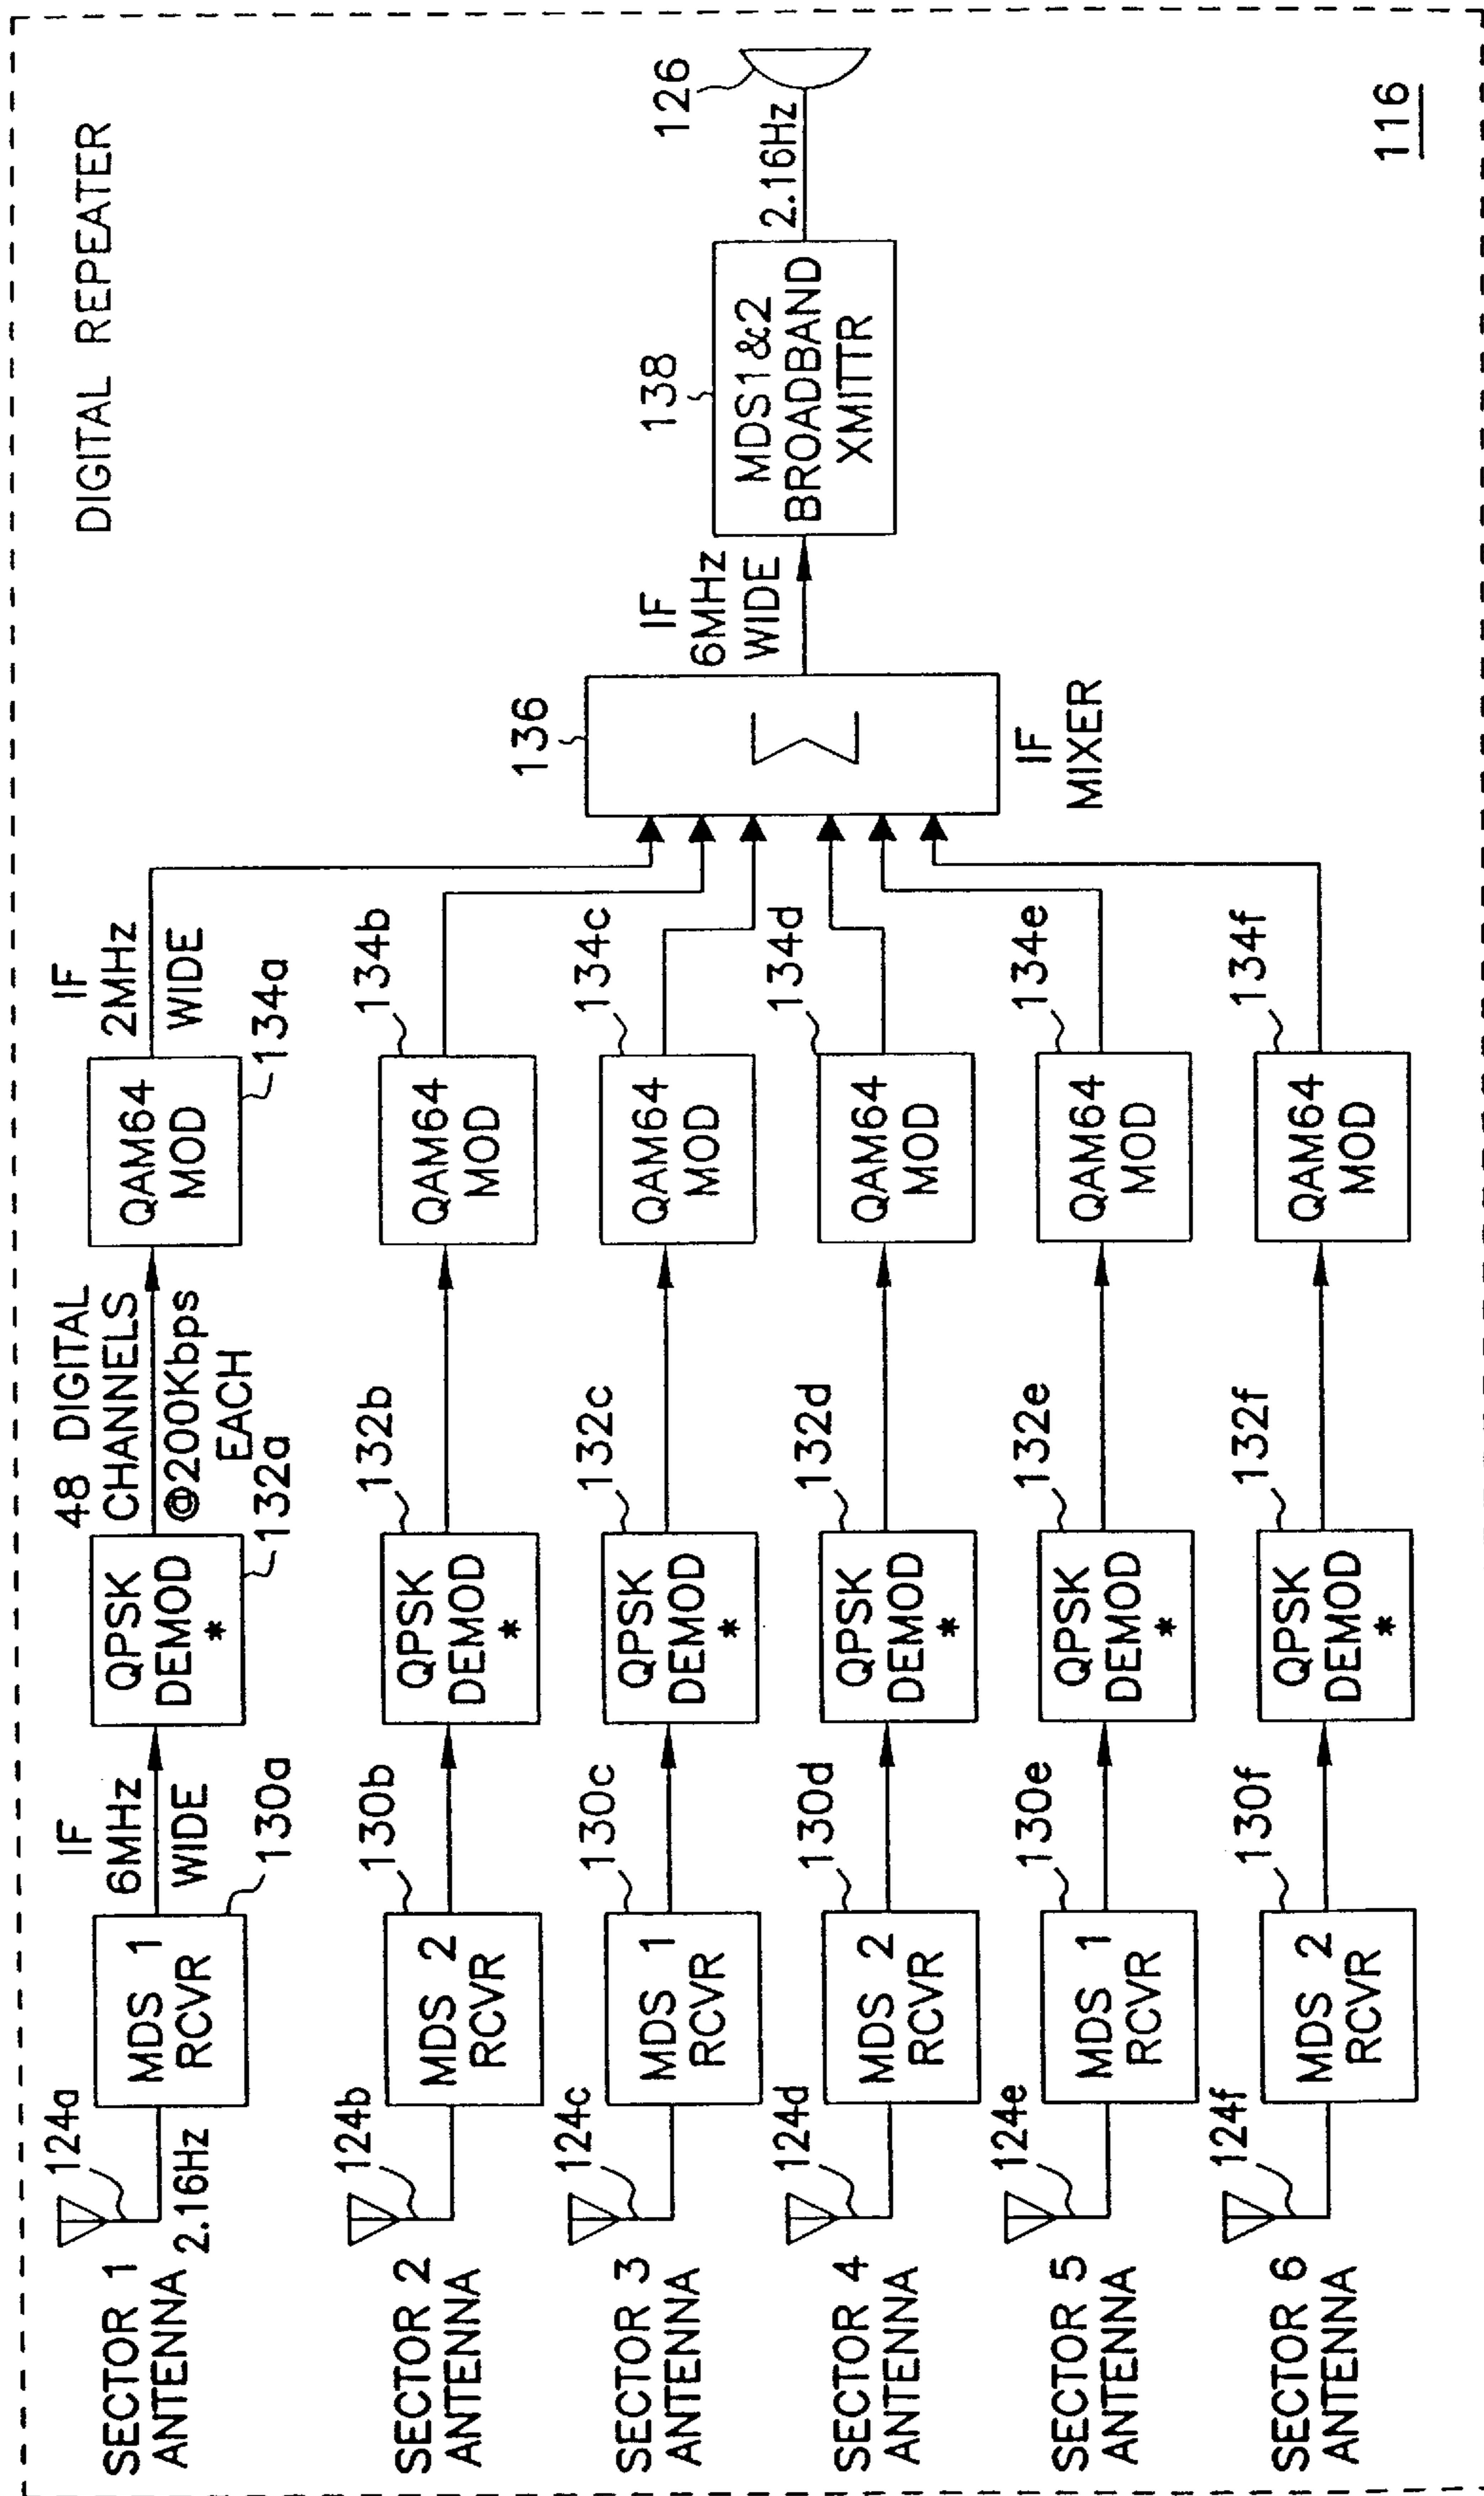 DIGITAL REPEATER
116
SECTOR 1
ANTENNA
124a
2.16Hz
MDS 1
RCVR
130a
IF
6MHz
WIDE
QPSK
DEMOD
*
132a
48 DIGITAL
CHANNELS
@200Kbps
EACH
QAM64
MOD
134a
IF
2MHz
WIDE
SECTOR 2
ANTENNA
124b
MDS 2
RCVR
130b
QPSK
DEMOD
*
132b
QAM64
MOD
134b
SECTOR 3
ANTENNA
124c
MDS 1
RCVR
130c
QPSK
DEMOD
*
132c
QAM64
MOD
134c
SECTOR 4
ANTENNA
124d
MDS 2
RCVR
130d
QPSK
DEMOD
*
132d
QAM64
MOD
134d
SECTOR 5
ANTENNA
124e
MDS 1
RCVR
130e
QPSK
DEMOD
*
132e
QAM64
MOD
134e
SECTOR 6
ANTENNA
124f
MDS 2
RCVR
130f
QPSK
DEMOD
*
132f
QAM64
MOD
134f
136
Σ
IF
MIXER
IF
6MHz
WIDE
138
MDS1&2
BROADBAND
XMITTR
2.16Hz
126